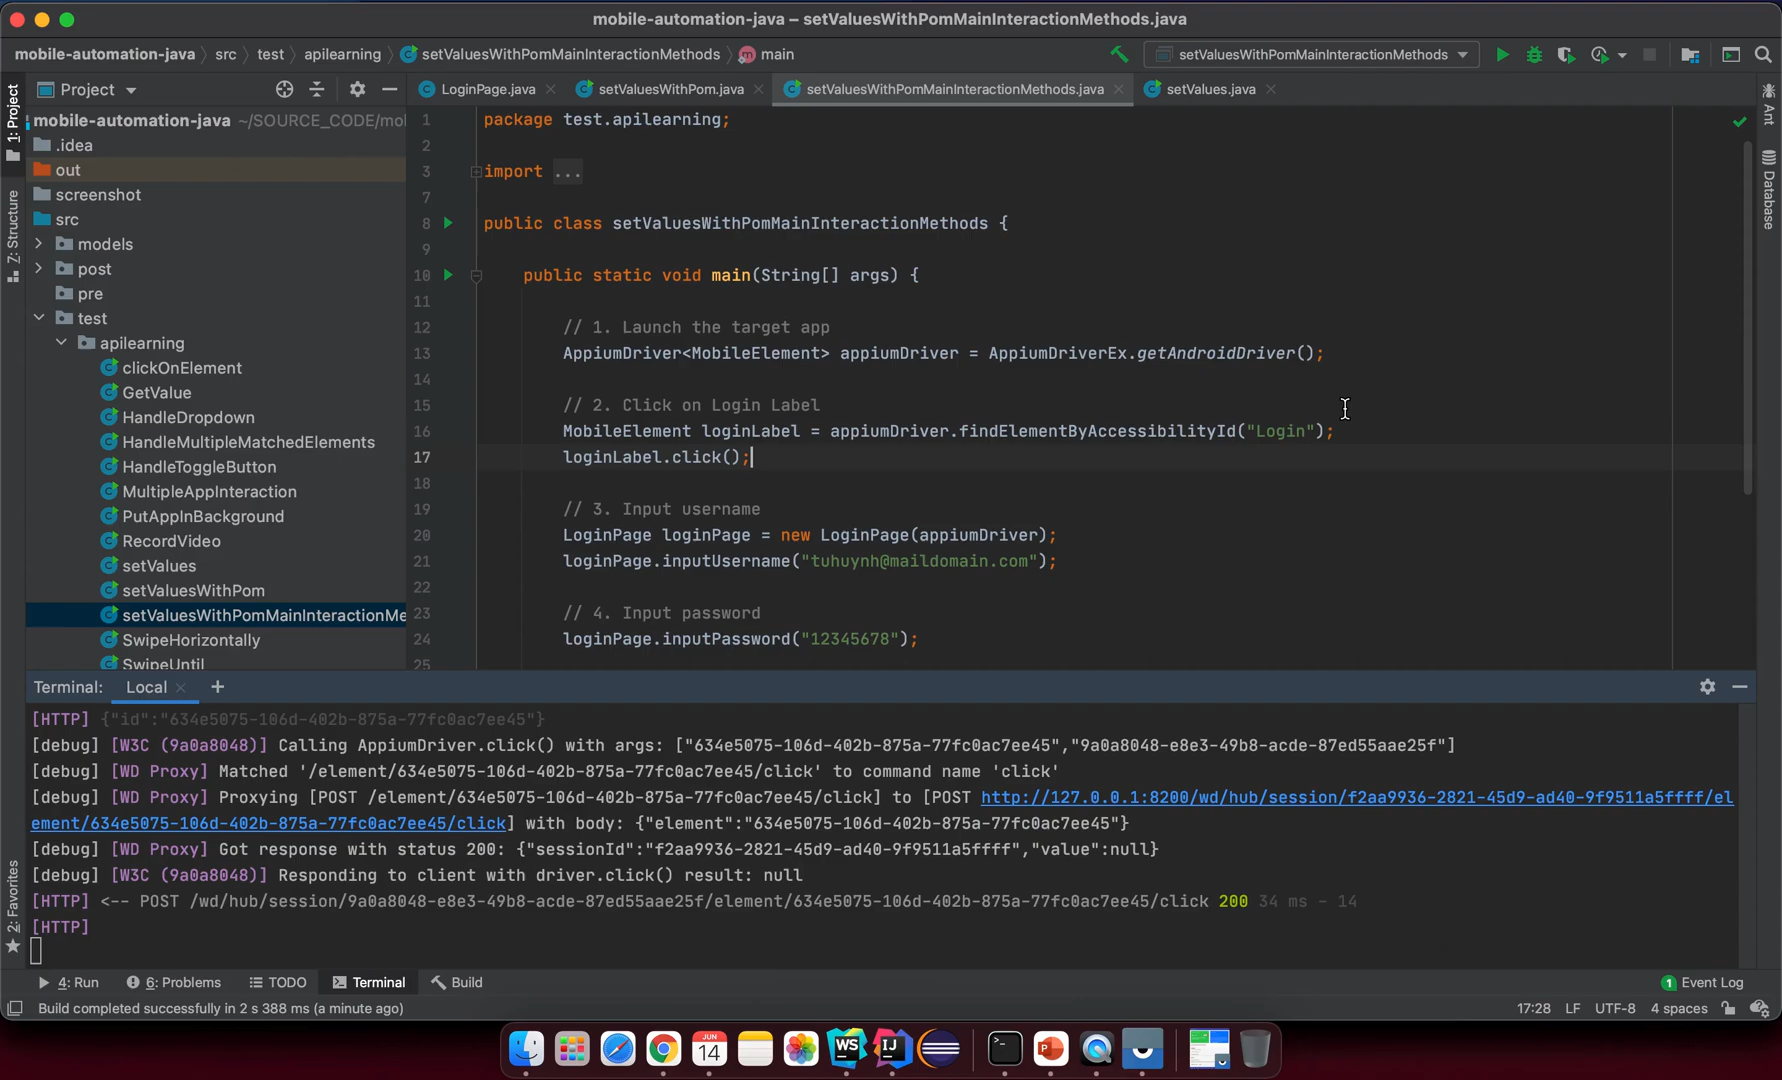 mobile-automation-java – setValuesWithPomMainInteractionMethods.java
mobile-automation-java src test apilearning setValuesWithPomMainInteractionMethods main
setValuesWithPomMainInteractionMethods
Project
LoginPage.java setValuesWithPom.java setValuesWithPomMainInteractionMethods.java setValues.java
1: Project
7: Structure
2: Favorites
Ant
Database
mobile-automation-java ~/SOURCE_CODE/mo
.idea
out
screenshot
src
models
post
pre
test
apilearning
clickOnElement
GetValue
HandleDropdown
HandleMultipleMatchedElements
HandleToggleButton
MultipleAppInteraction
PutAppInBackground
RecordVideo
setValues
setValuesWithPom
setValuesWithPomMainInteractionMe
SwipeHorizontally
SwipeUntil
1 package test.apilearning;
2
3 import ...
7
8 public class setValuesWithPomMainInteractionMethods {
9
10 public static void main(String[] args) {
11
12 // 1. Launch the target app
13 AppiumDriver<MobileElement> appiumDriver = AppiumDriverEx.getAndroidDriver();
14
15 // 2. Click on Login Label
16 MobileElement loginLabel = appiumDriver.findElementByAccessibilityId("Login");
17 loginLabel.click();
18
19 // 3. Input username
20 LoginPage loginPage = new LoginPage(appiumDriver);
21 loginPage.inputUsername("tuhuynh@maildomain.com");
22
23 // 4. Input password
24 loginPage.inputPassword("12345678");
25
Terminal: Local
[HTTP] {"id":"634e5075-106d-402b-875a-77fc0ac7ee45"}
[debug] [W3C (9a0a8048)] Calling AppiumDriver.click() with args: ["634e5075-106d-402b-875a-77fc0ac7ee45","9a0a8048-e8e3-49b8-acde-87ed55aae25f"]
[debug] [WD Proxy] Matched '/element/634e5075-106d-402b-875a-77fc0ac7ee45/click' to command name 'click'
[debug] [WD Proxy] Proxying [POST /element/634e5075-106d-402b-875a-77fc0ac7ee45/click] to [POST http://127.0.0.1:8200/wd/hub/session/f2aa9936-2821-45d9-ad40-9f9511a5ffff/el
ement/634e5075-106d-402b-875a-77fc0ac7ee45/click] with body: {"element":"634e5075-106d-402b-875a-77fc0ac7ee45"}
[debug] [WD Proxy] Got response with status 200: {"sessionId":"f2aa9936-2821-45d9-ad40-9f9511a5ffff","value":null}
[debug] [W3C (9a0a8048)] Responding to client with driver.click() result: null
[HTTP] <-- POST /wd/hub/session/9a0a8048-e8e3-49b8-acde-87ed55aae25f/element/634e5075-106d-402b-875a-77fc0ac7ee45/click 200 34 ms - 14
[HTTP]
4: Run 6: Problems TODO Terminal Build 1 Event Log
Build completed successfully in 2 s 388 ms (a minute ago) 17:28 LF UTF-8 4 spaces
JUN
14
WS
IJ
P